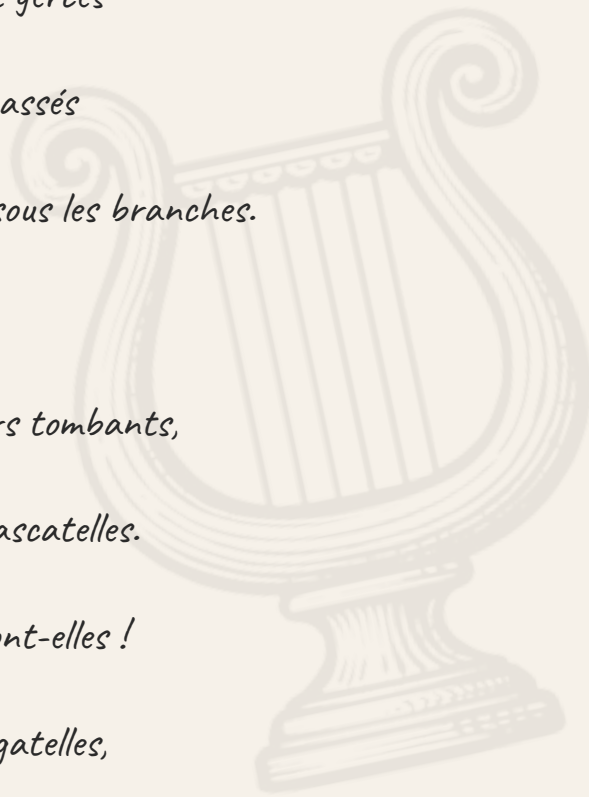 gercés
assés
sous les branches.
rs tombants,
ascatelles.
ont-elles !
gatelles,